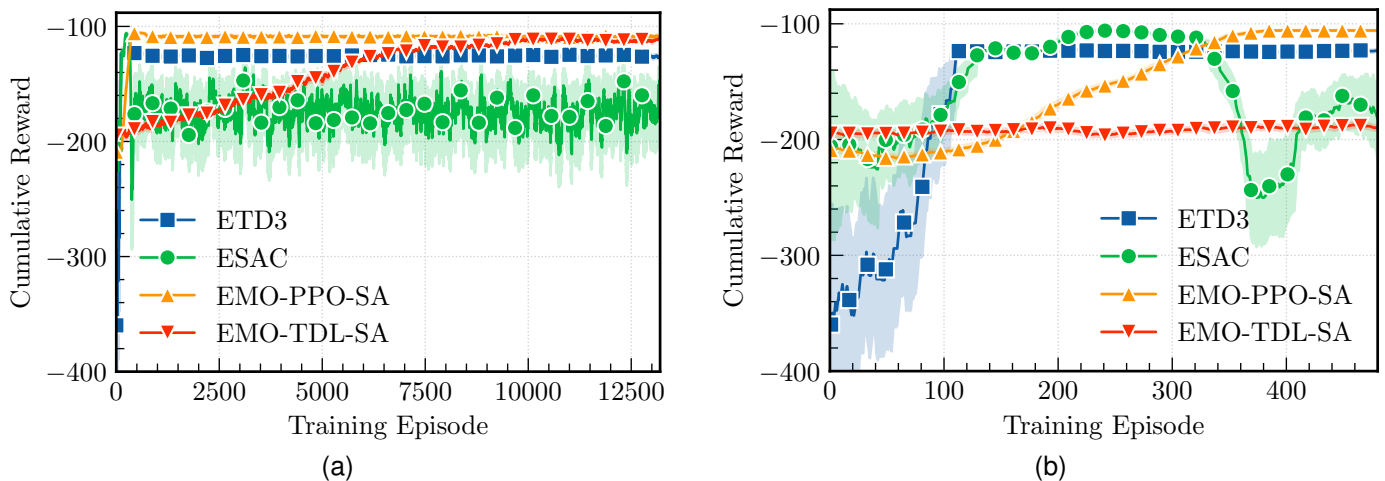 −100
−200
−300
−400
Cumulative Reward
ETD3
ESAC
EMO-PPO-SA
EMO-TDL-SA
0
2500
5000
7500
10000
12500
Training Episode
(a)
−100
−200
−300
−400
Cumulative Reward
ETD3
ESAC
EMO-PPO-SA
EMO-TDL-SA
0
100
200
300
400
Training Episode
(b)